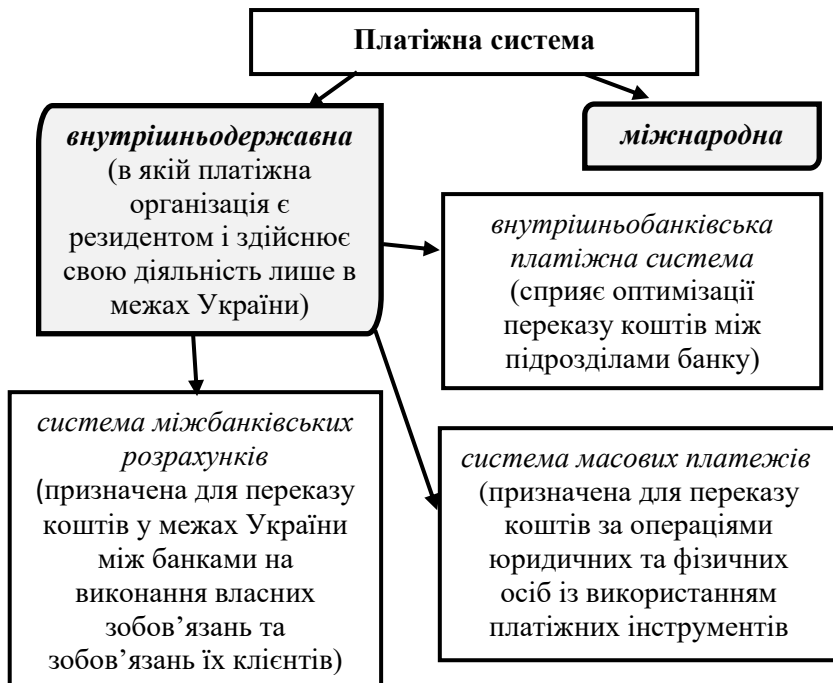 Платіжна система
внутрішньодержавна
(в якій платіжна
організація є
резидентом і здійснює
свою діяльність лише в
межах України)
міжнародна
внутрішньобанківська
платіжна система
(сприяє оптимізації
переказу коштів між
підрозділами банку)
система міжбанківських
розрахунків
(призначена для переказу
коштів у межах України
між банками на
виконання власних
зобов’язань та
зобов’язань їх клієнтів)
система масових платежів
(призначена для переказу
коштів за операціями
юридичних та фізичних
осіб із використанням
платіжних інструментів